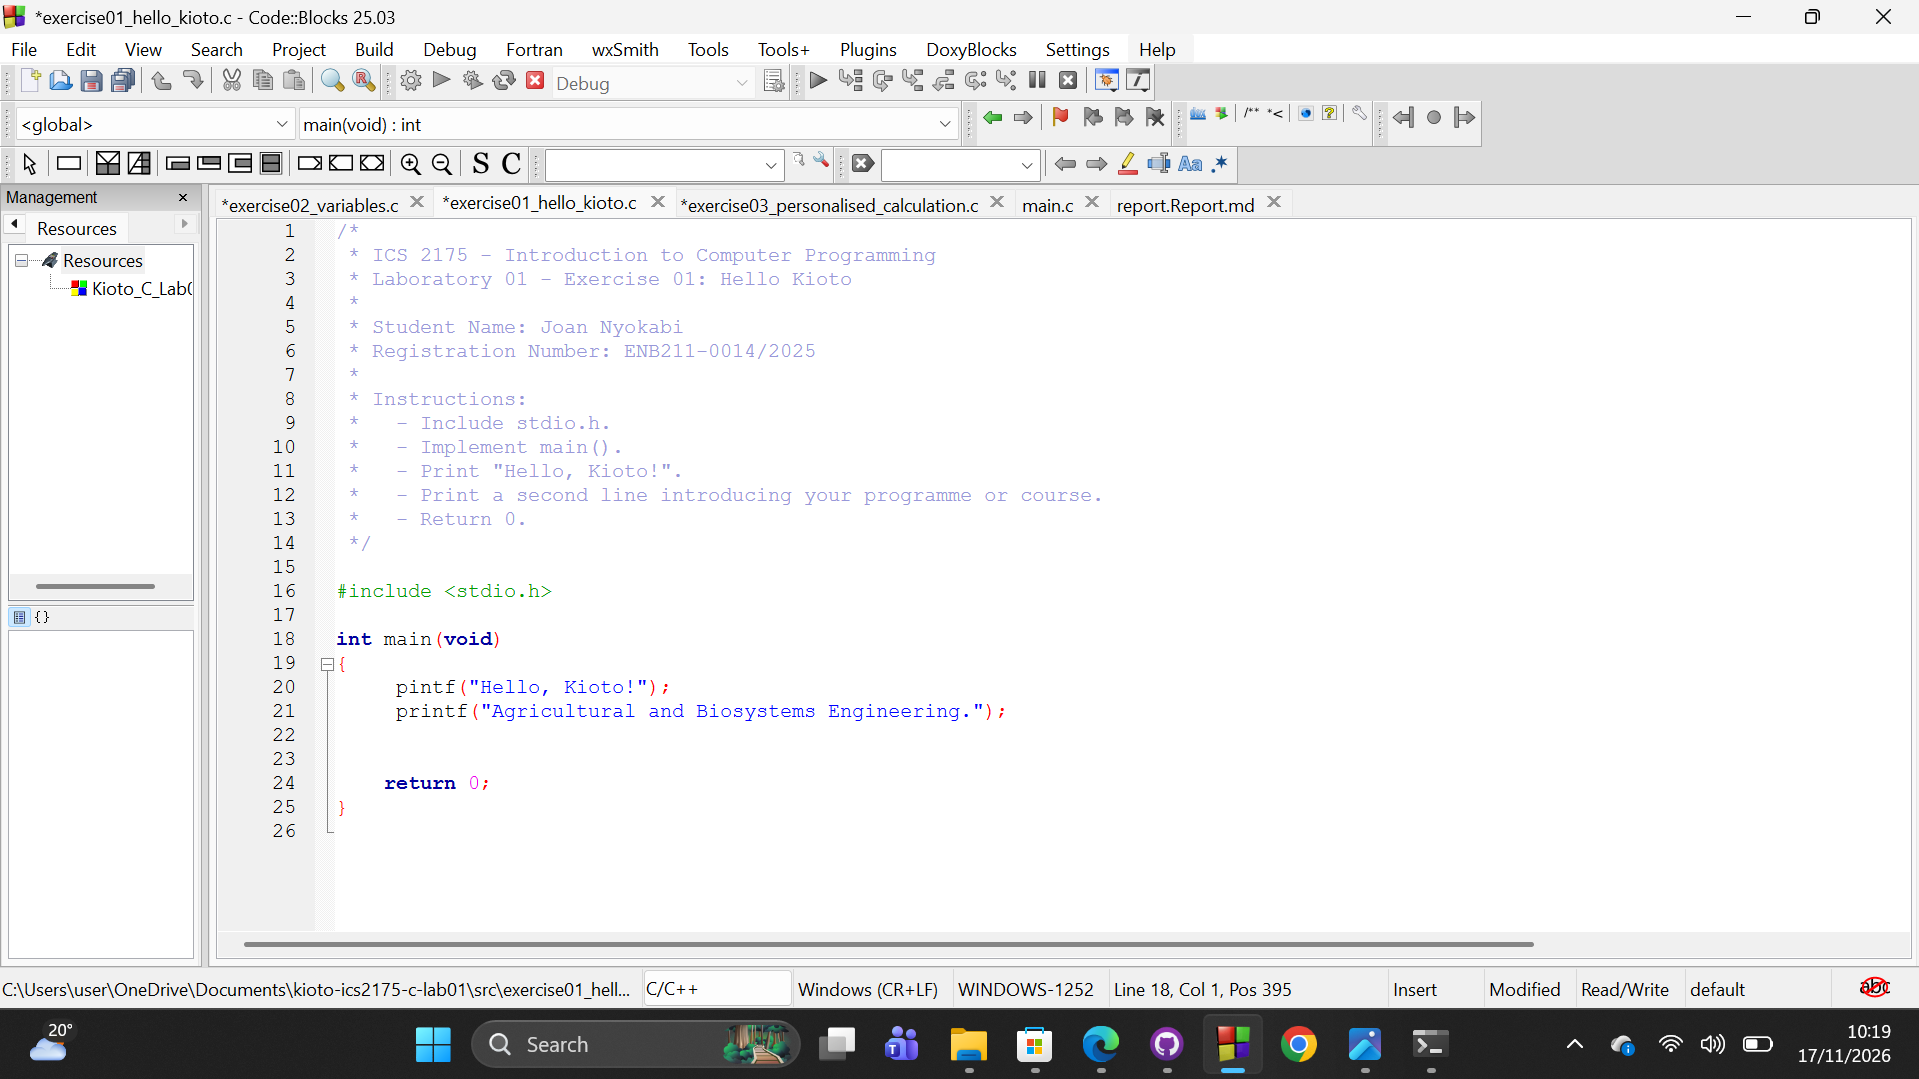 *exercise01_hello_kioto.c - Code::Blocks 25.03
File Edit View Search Project Build Debug Fortran wxSmith Tools Tools+ Plugins DoxyBlocks Settings Help
Debug
<global> main(void) : int
/** *<
S C Aa .*
Management
*exercise02_variables.c *exercise01_hello_kioto.c *exercise03_personalised_calculation.c main.c report.Report.md
Resources
Resources
Kioto_C_Lab0
{}
1 /*
2 * ICS 2175 - Introduction to Computer Programming
3 * Laboratory 01 - Exercise 01: Hello Kioto
4 *
5 * Student Name: Joan Nyokabi
6 * Registration Number: ENB211-0014/2025
7 *
8 * Instructions:
9 * - Include stdio.h.
10 * - Implement main().
11 * - Print "Hello, Kioto!".
12 * - Print a second line introducing your programme or course.
13 * - Return 0.
14 */
15
16 #include <stdio.h>
17
18 int main(void)
19 {
20 pintf("Hello, Kioto!");
21 printf("Agricultural and Biosystems Engineering.");
22
23
24 return 0;
25 }
26
C:\Users\user\OneDrive\Documents\kioto-ics2175-c-lab01\src\exercise01_hell... C/C++ Windows (CR+LF) WINDOWS-1252 Line 18, Col 1, Pos 395 Insert Modified Read/Write default abc
20°
Search
10:19
17/11/2026